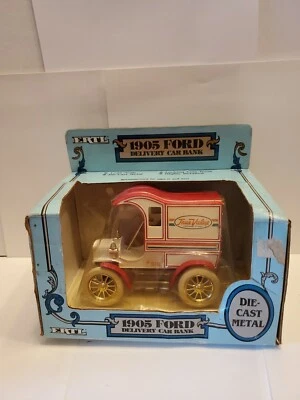 ERTL
1905 FORD
DELIVERY CAR BANK
DIE-
CAST
METAL
ERTL
1905 FORD
DELIVERY CAR BANK